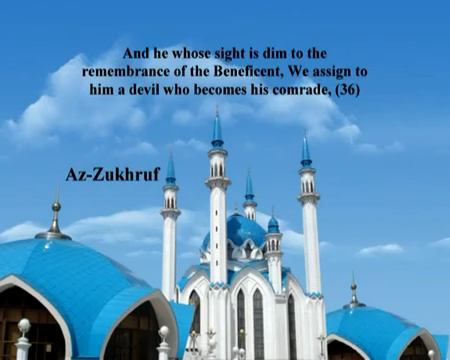 And he whose sight is dim to the
remembrance of the Beneficent, We assign to
him a devil who becomes his comrade, (36)
Az-Zukhruf